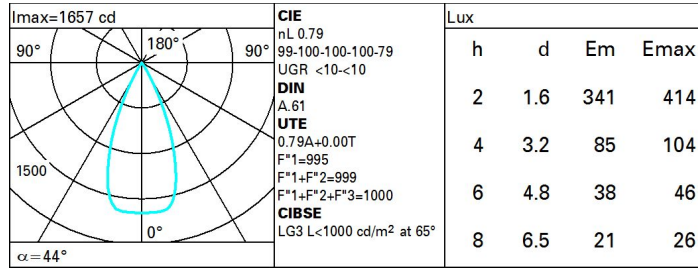 Imax=1657 cd
90°
180°
90°
1500
0°
α=44°
CIE
nL 0.79
99-100-100-100-79
UGR <10-<10
DIN
A.61
UTE
0.79A+0.00T
F"1=995
F"1+F"2=999
F"1+F"2+F"3=1000
CIBSE
LG3 L<1000 cd/m² at 65°
Lux
h d Em Emax
2 1.6 341 414
4 3.2 85 104
6 4.8 38 46
8 6.5 21 26